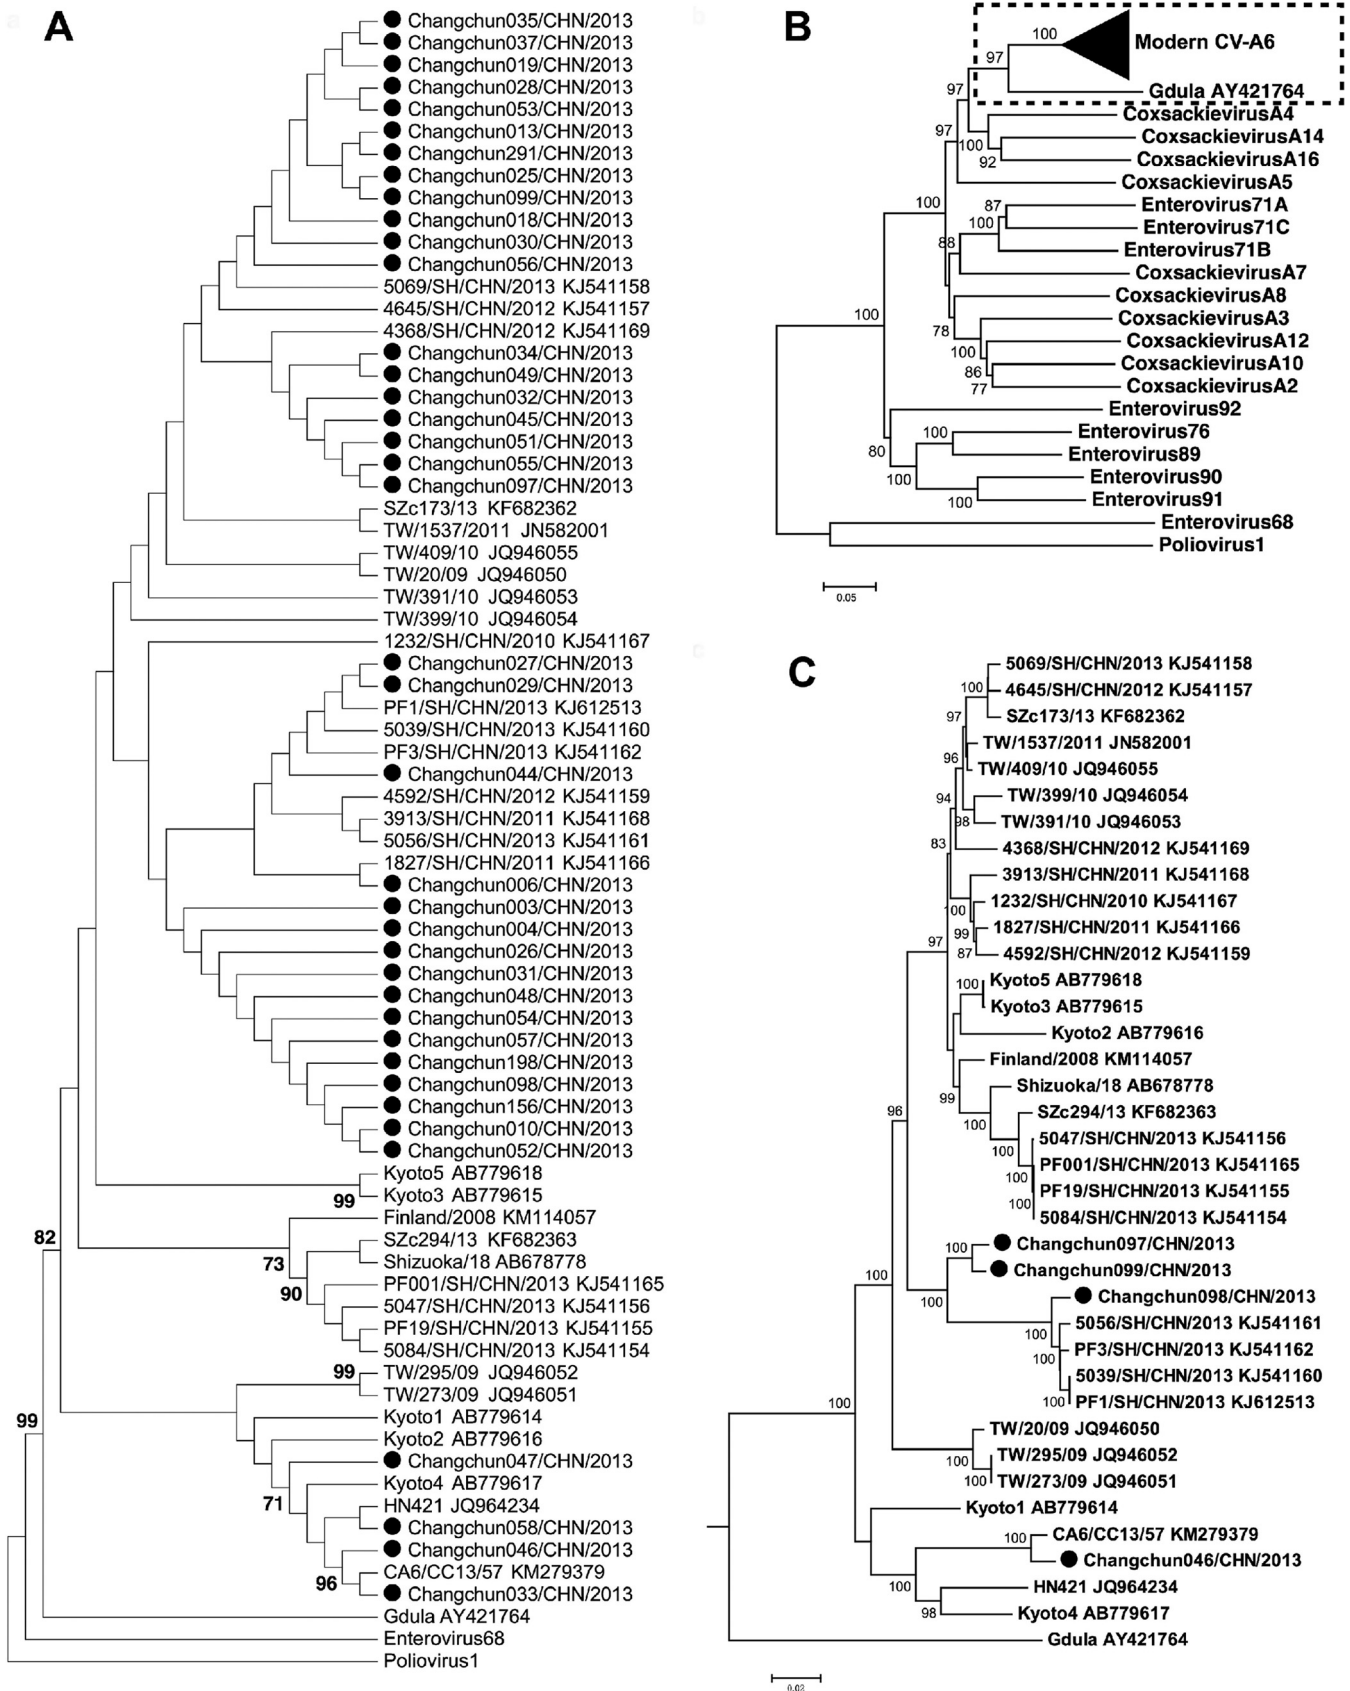 A
Changchun035/CHN/2013
Changchun037/CHN/2013
Changchun019/CHN/2013
Changchun028/CHN/2013
Changchun053/CHN/2013
Changchun013/CHN/2013
Changchun291/CHN/2013
Changchun025/CHN/2013
Changchun099/CHN/2013
Changchun018/CHN/2013
Changchun030/CHN/2013
Changchun056/CHN/2013
5069/SH/CHN/2013 KJ541158
4645/SH/CHN/2012 KJ541157
4368/SH/CHN/2012 KJ541169
Changchun034/CHN/2013
Changchun049/CHN/2013
Changchun032/CHN/2013
Changchun045/CHN/2013
Changchun051/CHN/2013
Changchun055/CHN/2013
Changchun097/CHN/2013
SZc173/13 KF682362
TW/1537/2011 JN582001
TW/409/10 JQ946055
TW/20/09 JQ946050
TW/391/10 JQ946053
TW/399/10 JQ946054
1232/SH/CHN/2010 KJ541167
Changchun027/CHN/2013
Changchun029/CHN/2013
PF1/SH/CHN/2013 KJ612513
5039/SH/CHN/2013 KJ541160
PF3/SH/CHN/2013 KJ541162
Changchun044/CHN/2013
4592/SH/CHN/2012 KJ541159
3913/SH/CHN/2011 KJ541168
5056/SH/CHN/2013 KJ541161
1827/SH/CHN/2011 KJ541166
Changchun006/CHN/2013
Changchun003/CHN/2013
Changchun004/CHN/2013
Changchun026/CHN/2013
Changchun031/CHN/2013
Changchun048/CHN/2013
Changchun054/CHN/2013
Changchun057/CHN/2013
Changchun198/CHN/2013
Changchun098/CHN/2013
Changchun156/CHN/2013
Changchun010/CHN/2013
Changchun052/CHN/2013
Kyoto5 AB779618
Kyoto3 AB779615
99
Finland/2008 KM114057
82
SZc294/13 KF682363
73
Shizuoka/18 AB678778
PF001/SH/CHN/2013 KJ541165
90
5047/SH/CHN/2013 KJ541156
PF19/SH/CHN/2013 KJ541155
5084/SH/CHN/2013 KJ541154
99
TW/295/09 JQ946052
TW/273/09 JQ946051
99
Kyoto1 AB779614
Kyoto2 AB779616
Changchun047/CHN/2013
Kyoto4 AB779617
71
HN421 JQ964234
Changchun058/CHN/2013
Changchun046/CHN/2013
CA6/CC13/57 KM279379
96
Changchun033/CHN/2013
Gdula AY421764
Enterovirus68
Poliovirus1
B
100
Modern CV-A6
97
97
Gdula AY421764
CoxsackievirusA4
97
CoxsackievirusA14
100
CoxsackievirusA16
92
CoxsackievirusA5
100
87
Enterovirus71A
100
Enterovirus71C
88
Enterovirus71B
CoxsackievirusA7
CoxsackievirusA8
100
CoxsackievirusA3
78
CoxsackievirusA12
100
CoxsackievirusA10
86
CoxsackievirusA2
77
Enterovirus92
100
Enterovirus76
80
Enterovirus89
100
Enterovirus90
100
Enterovirus91
Enterovirus68
Poliovirus1
0.05
C
5069/SH/CHN/2013 KJ541158
100
4645/SH/CHN/2012 KJ541157
97
SZc173/13 KF682362
TW/1537/2011 JN582001
96
TW/409/10 JQ946055
94
TW/399/10 JQ946054
98
TW/391/10 JQ946053
83
4368/SH/CHN/2012 KJ541169
3913/SH/CHN/2011 KJ541168
100
1232/SH/CHN/2010 KJ541167
99
1827/SH/CHN/2011 KJ541166
97
87
4592/SH/CHN/2012 KJ541159
100
Kyoto5 AB779618
Kyoto3 AB779615
Kyoto2 AB779616
Finland/2008 KM114057
99
Shizuoka/18 AB678778
96
100
SZc294/13 KF682363
5047/SH/CHN/2013 KJ541156
100
PF001/SH/CHN/2013 KJ541165
100
PF19/SH/CHN/2013 KJ541155
100
5084/SH/CHN/2013 KJ541154
100
Changchun097/CHN/2013
100
Changchun099/CHN/2013
100
Changchun098/CHN/2013
5056/SH/CHN/2013 KJ541161
100
PF3/SH/CHN/2013 KJ541162
100
5039/SH/CHN/2013 KJ541160
100
PF1/SH/CHN/2013 KJ612513
100
TW/20/09 JQ946050
100
TW/295/09 JQ946052
100
TW/273/09 JQ946051
Kyoto1 AB779614
100
CA6/CC13/57 KM279379
Changchun046/CHN/2013
100
HN421 JQ964234
98
Kyoto4 AB779617
Gdula AY421764
0.02